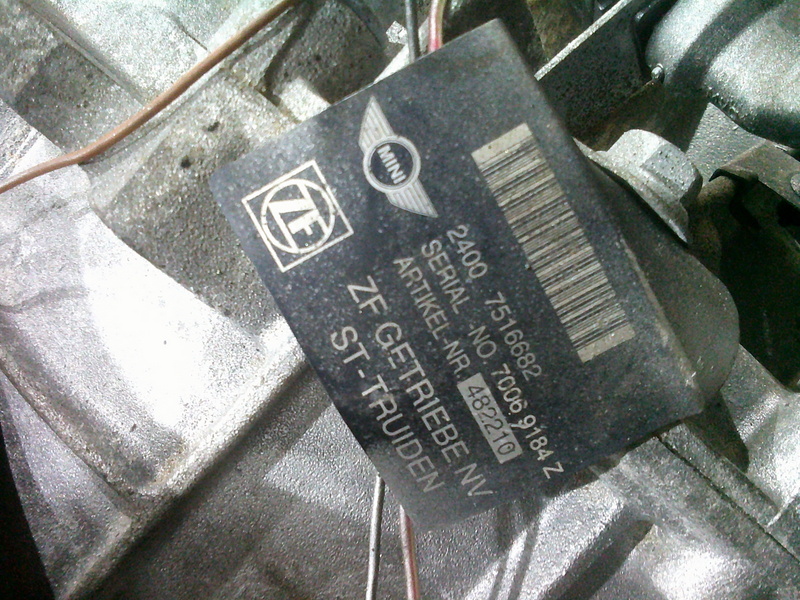 MINI
ZF
2400 7516682
SERIAL -NO 7006 9184 Z
ARTIKEL-NR. 482210
ZF GETRIEBE NV
ST-TRUIDEN